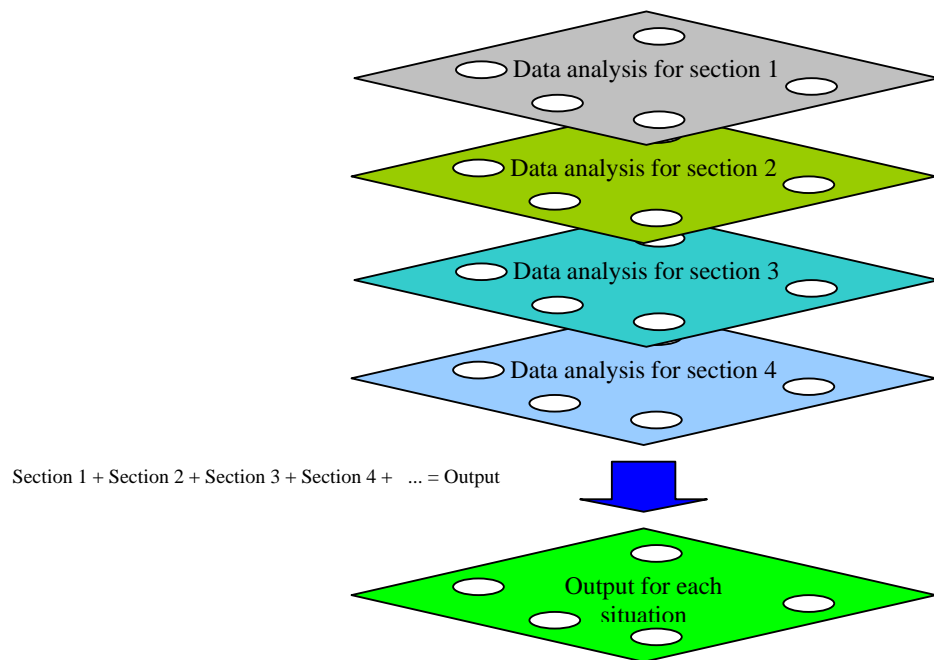 Data analysis for section 1
Data analysis for section 2
Data analysis for section 3
Data analysis for section 4
Section 1 + Section 2 + Section 3 + Section 4 + ... = Output
Output for each
situation